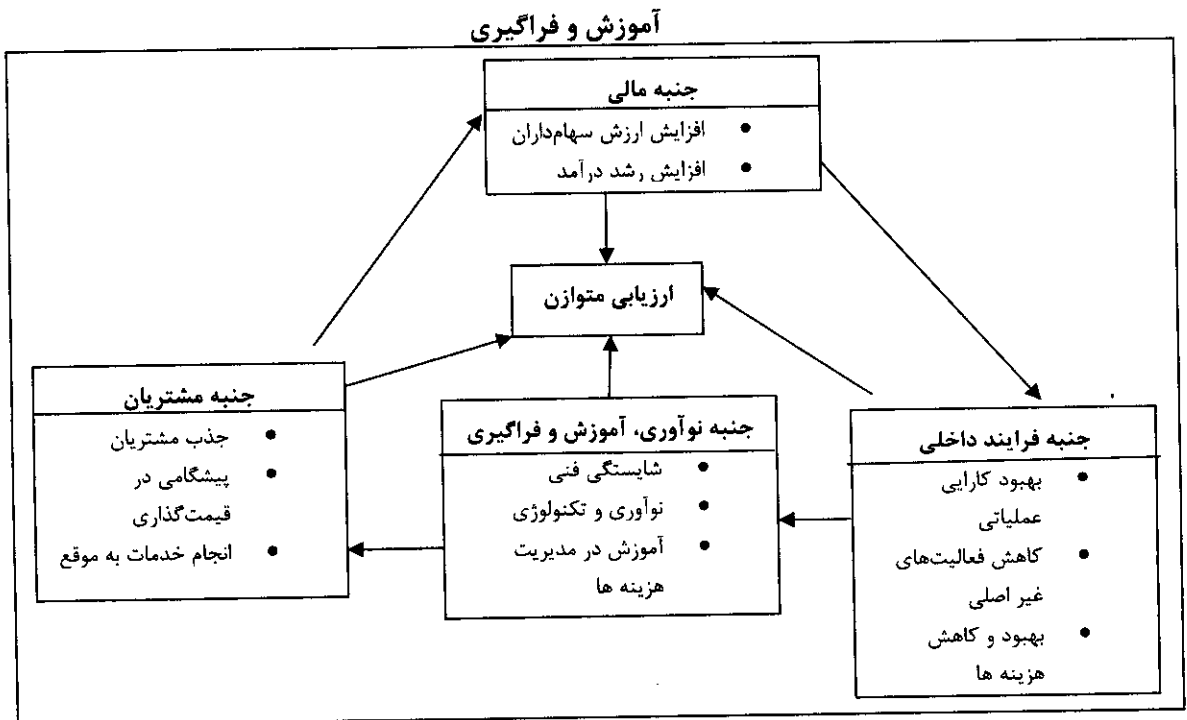 آموزش و فراگیری
جنبه مالی
• افزایش ارزش سهام‌داران
• افزایش رشد درآمد
ارزیابی متوازن
جنبه فرایند داخلی
• بهبود کارایی
عملیاتی
• کاهش فعالیت‌های
غیر اصلی
• بهبود و کاهش
هزینه ها
جنبه نوآوری، آموزش و فراگیری
• شایستگی فنی
• نوآوری و تکنولوژی
• آموزش در مدیریت
هزینه ها
جنبه مشتریان
• جذب مشتریان
• پیشگامی در
قیمت‌گذاری
• انجام خدمات به موقع